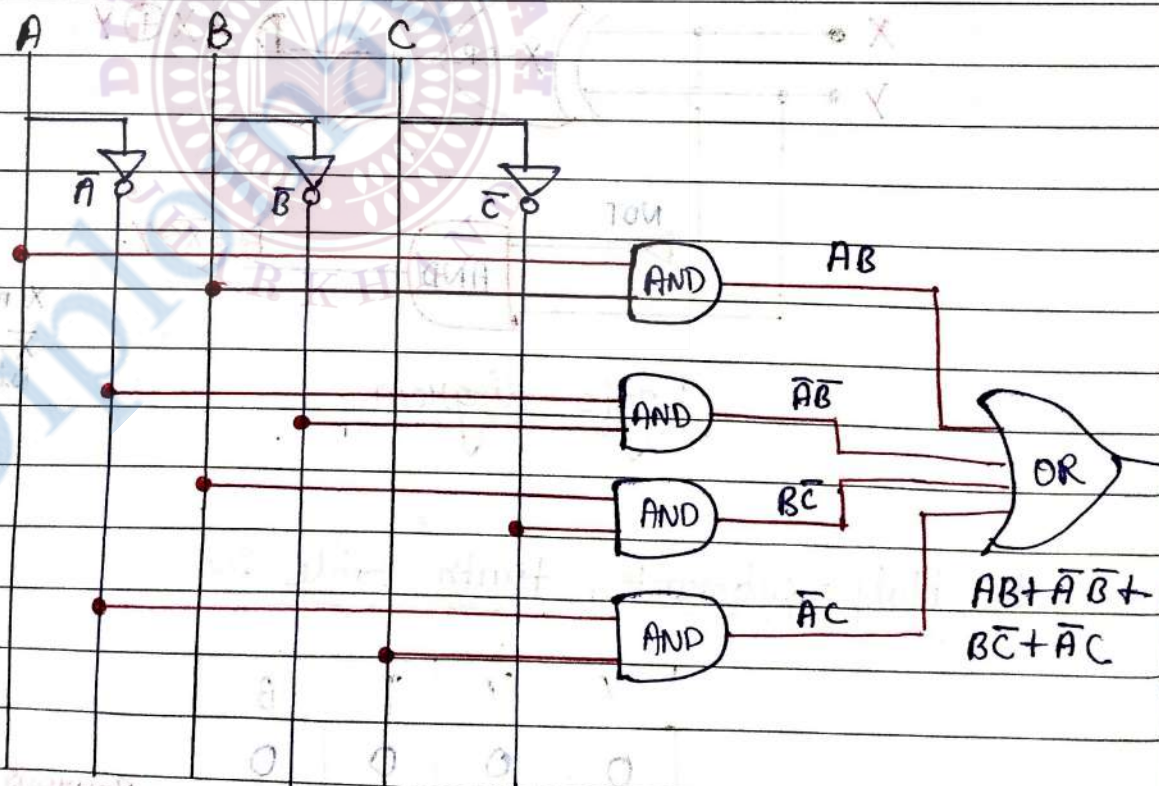 A B C
Ā B̄ C̄
AND AB
AND ĀB̄
AND BC̄
AND ĀC
OR
AB+ĀB̄+
BC̄+ĀC